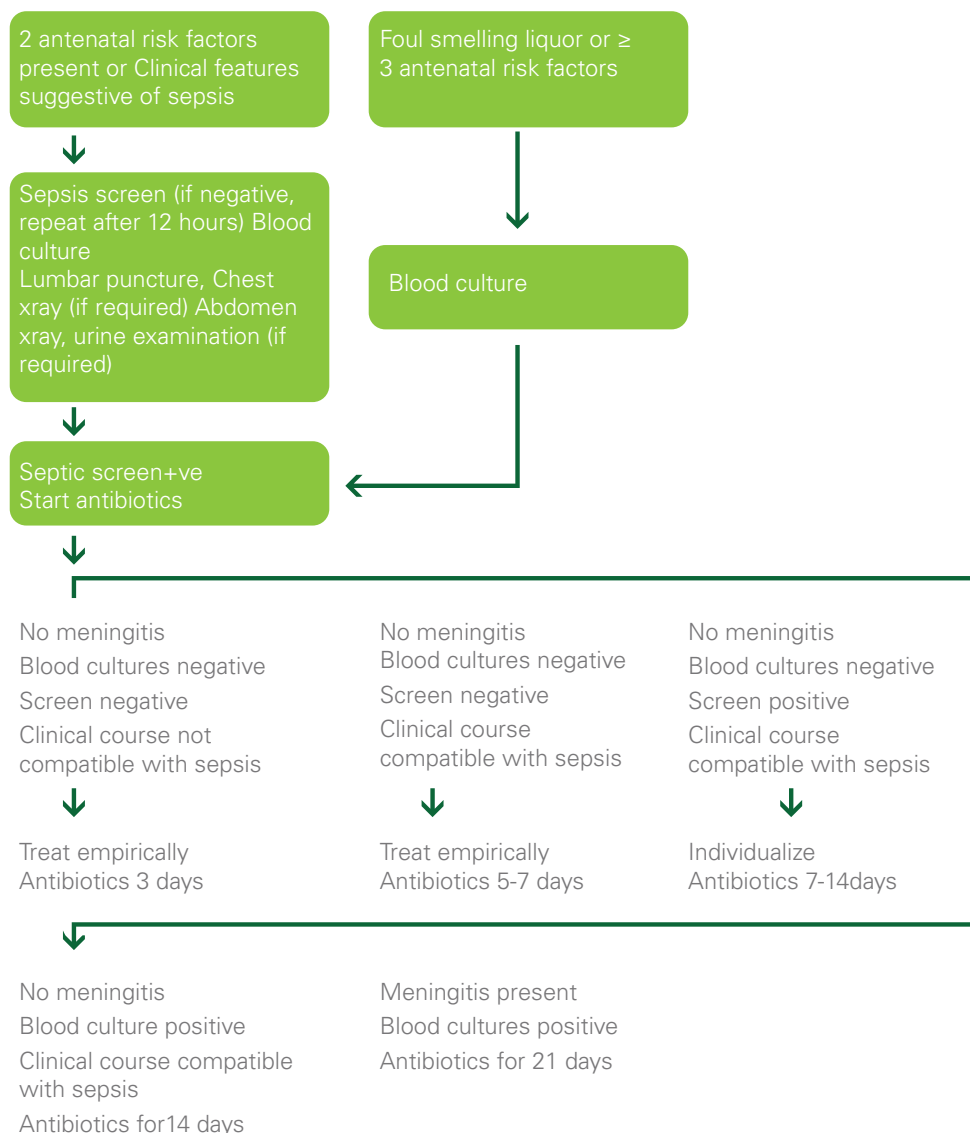 2 antenatal risk factors
present or Clinical features
suggestive of sepsis
Foul smelling liquor or ≥
3 antenatal risk factors
Sepsis screen (if negative,
repeat after 12 hours) Blood
culture
Lumbar puncture, Chest
xray (if required) Abdomen
xray, urine examination (if
required)
Blood culture
Septic screen+ve
Start antibiotics
No meningitis
Blood cultures negative
Screen negative
Clinical course not
compatible with sepsis
Treat empirically
Antibiotics 3 days
No meningitis
Blood cultures negative
Screen negative
Clinical course
compatible with sepsis
Treat empirically
Antibiotics 5-7 days
No meningitis
Blood cultures negative
Screen positive
Clinical course
compatible with sepsis
Individualize
Antibiotics 7-14days
No meningitis
Blood culture positive
Clinical course compatible
with sepsis
Antibiotics for14 days
Meningitis present
Blood cultures positive
Antibiotics for 21 days